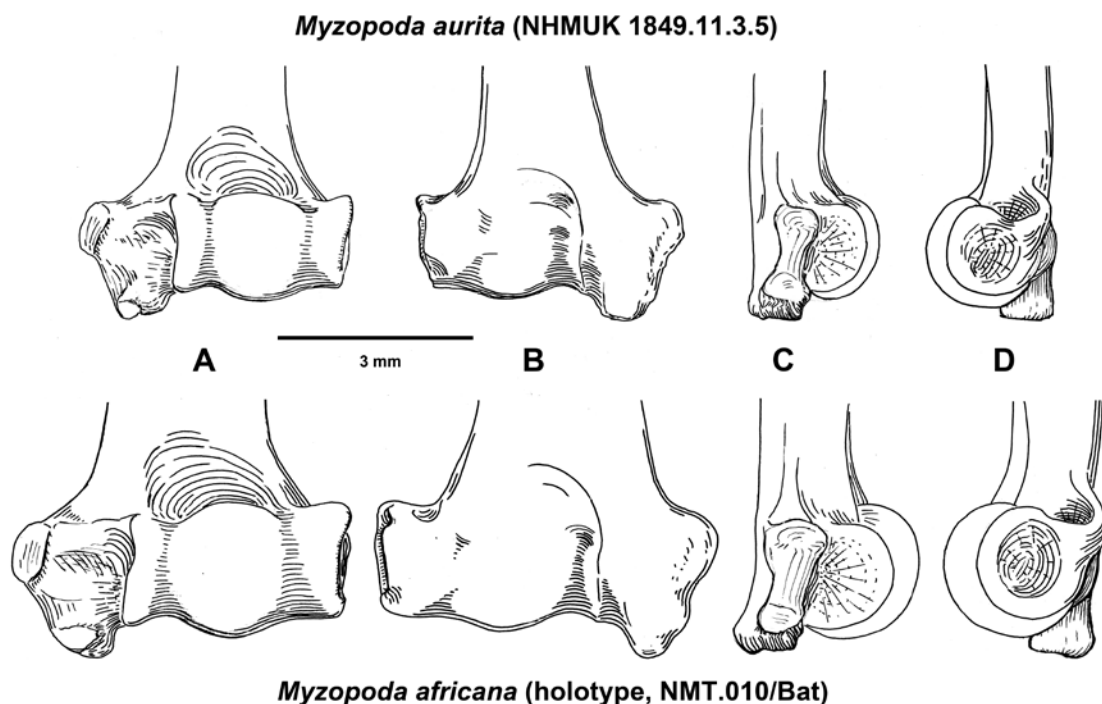 Myzopoda aurita (NHMUK 1849.11.3.5)
A B C D
3 mm
Myzopoda africana (holotype, NMT.010/Bat)